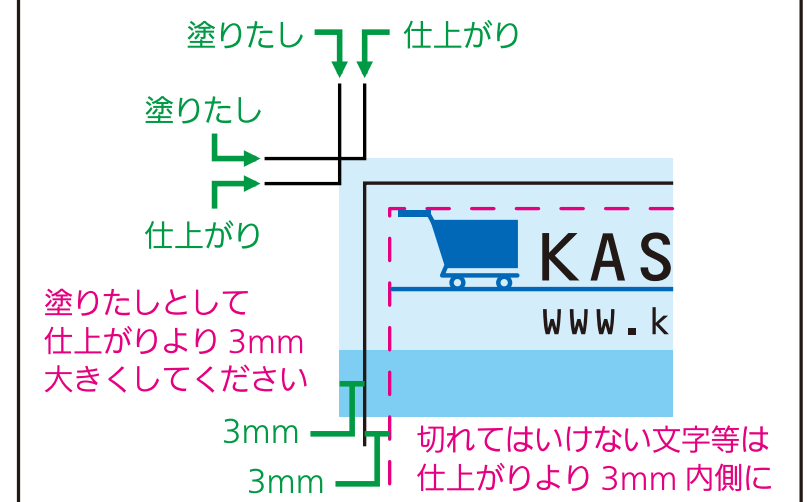 塗りたし
仕上がり
塗りたし
仕上がり
KAS
www.k
塗りたしとして
仕上がりより 3mm
大きくしてください
3mm
3mm
切れてはいけない文字等は
仕上がりより 3mm 内側に